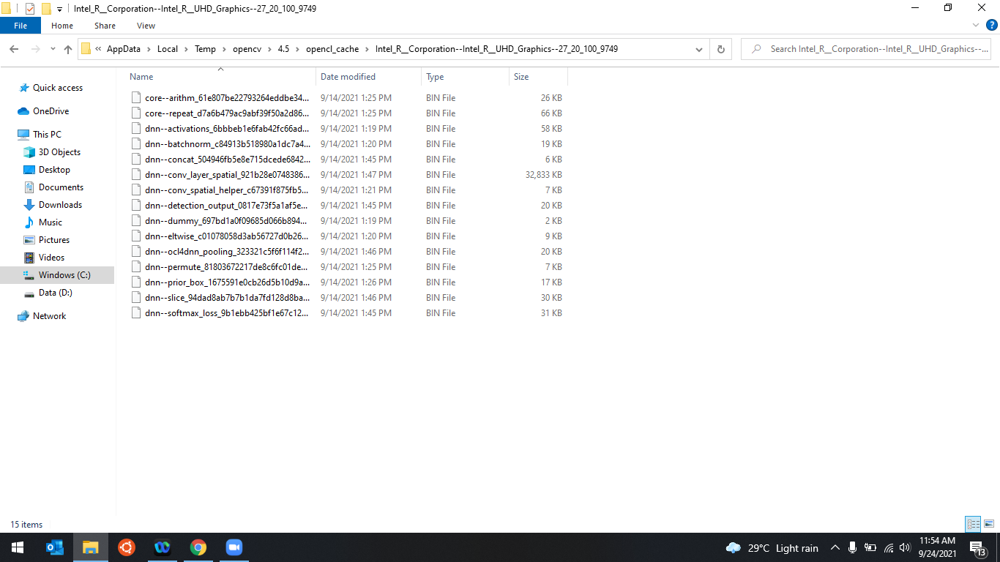 Intel_R__Corporation--Intel_R__UHD_Graphics--27_20_100_9749
File Home Share View
« AppData > Local > Temp > opencv > 4.5 > opencl_cache > Intel_R__Corporation--Intel_R__UHD_Graphics--27_20_100_9749 Search Intel_R__Corporation--Intel_R__UHD_Graphics--...
Name Date modified Type Size
Quick access
OneDrive
This PC
3D Objects
Desktop
Documents
Downloads
Music
Pictures
Videos
Windows (C:)
Data (D:)
Network
core--arithm_61e807be22793264eddbe34... 9/14/2021 1:25 PM BIN File 26 KB
core--repeat_d7a6b479ac9abf39f50a2d86... 9/14/2021 1:25 PM BIN File 66 KB
dnn--activations_6bbbeb1e6fab42fc66ad... 9/14/2021 1:19 PM BIN File 58 KB
dnn--batchnorm_c84913b518980a1dc7a4... 9/14/2021 1:20 PM BIN File 19 KB
dnn--concat_504946fb5e8e715dcede6842... 9/14/2021 1:45 PM BIN File 6 KB
dnn--conv_layer_spatial_921b28e0748386... 9/14/2021 1:47 PM BIN File 32,833 KB
dnn--conv_spatial_helper_c67391f875fb5... 9/14/2021 1:21 PM BIN File 7 KB
dnn--detection_output_0817e73f5a1af5e... 9/14/2021 1:45 PM BIN File 20 KB
dnn--dummy_697bd1a0f09685d066b894... 9/14/2021 1:19 PM BIN File 2 KB
dnn--eltwise_c01078058d3ab56727d0b26... 9/14/2021 1:20 PM BIN File 9 KB
dnn--ocl4dnn_pooling_323321c5f6f114f2... 9/14/2021 1:46 PM BIN File 20 KB
dnn--permute_81803672217de8c6fc01de... 9/14/2021 1:25 PM BIN File 7 KB
dnn--prior_box_1675591e0cb26d5b10d9a... 9/14/2021 1:26 PM BIN File 17 KB
dnn--slice_94dad8ab7b7b1da7fd128d8ba... 9/14/2021 1:46 PM BIN File 30 KB
dnn--softmax_loss_9b1ebb425bf1e67c12... 9/14/2021 1:45 PM BIN File 31 KB
15 items
29°C Light rain
11:54 AM
9/24/2021
13